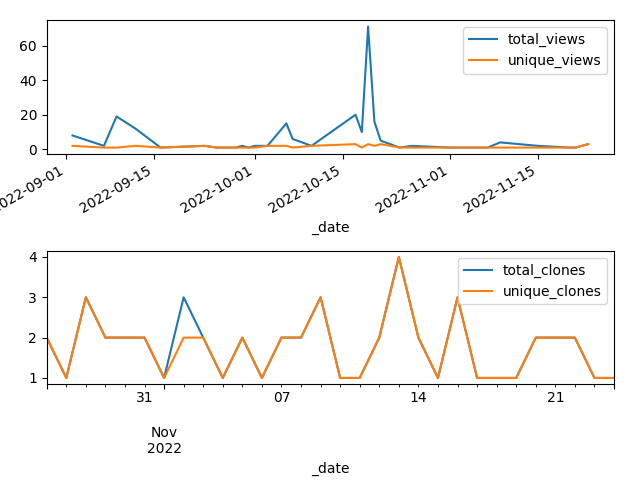 60
40
20
0
total_views
unique_views
2022-09-01
2022-09-15
2022-10-01
2022-10-15
2022-11-01
2022-11-15
_date
4
3
2
1
total_clones
unique_clones
31
07
14
21
Nov
2022
_date